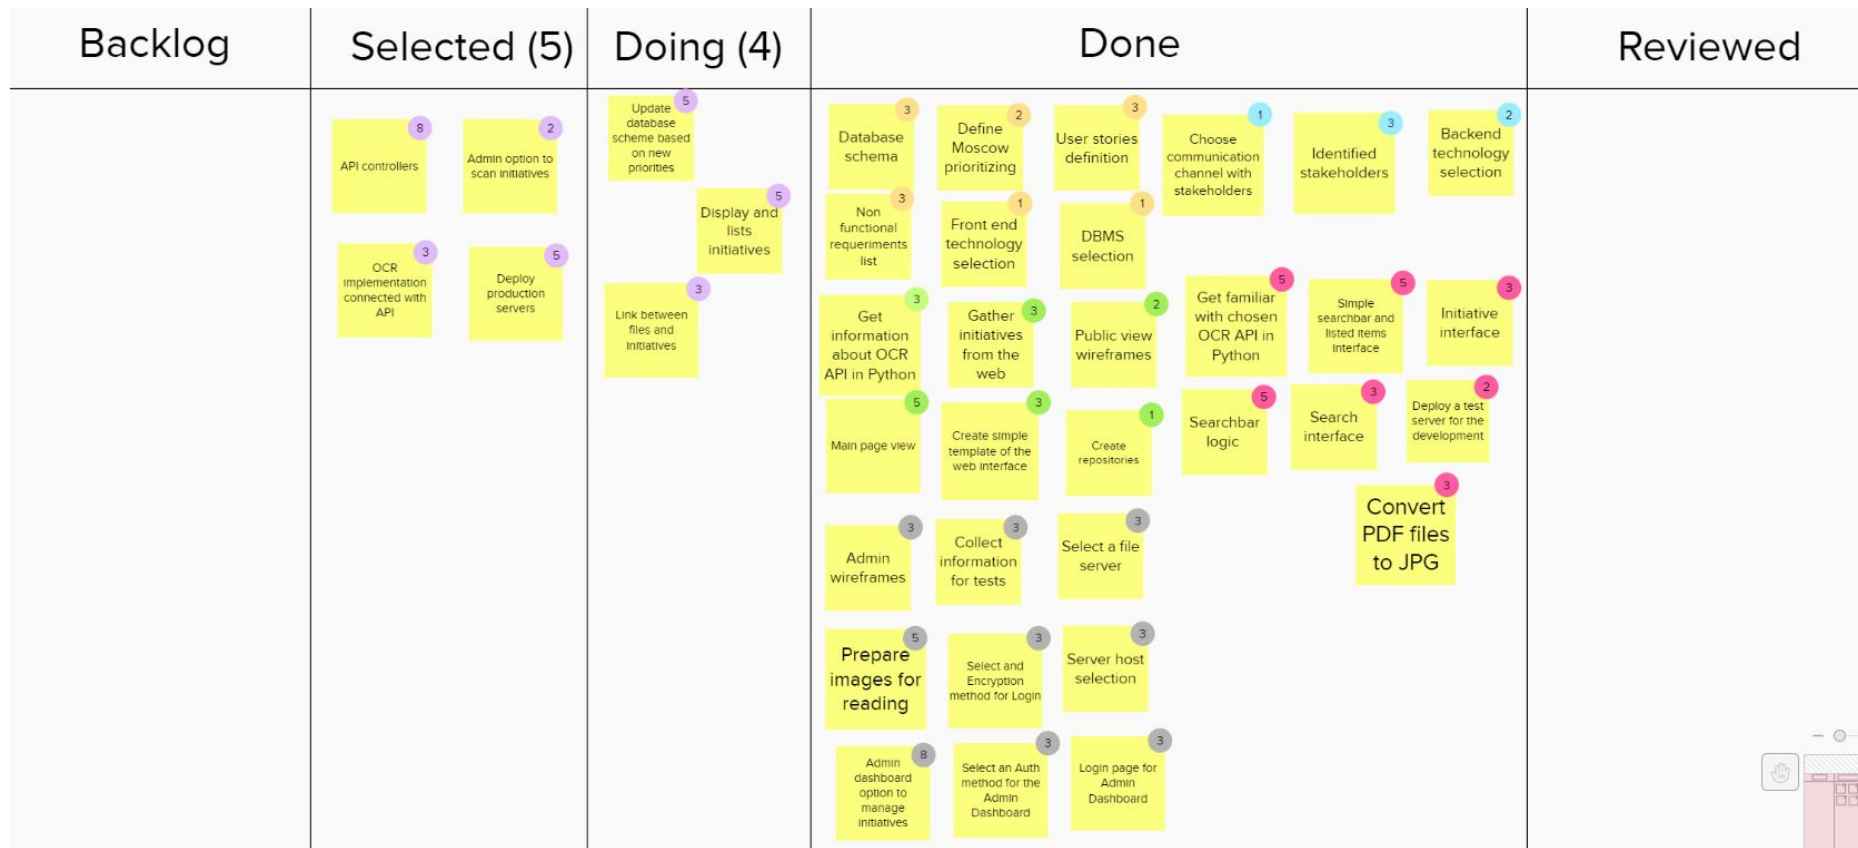 Backlog
Selected (5)
Doing (4)
Done
Reviewed
8
API controllers
2
Admin option to
scan initiatives
3
OCR
implementation
connected with
API
5
Deploy
production
servers
5
Update
database
scheme based
on new
priorities
5
Display and
lists
initiatives
3
Link between
files and
initiatives
3
Database
schema
2
Define
Moscow
prioritizing
3
User stories
definition
1
Choose
communication
channel with
stakeholders
3
Identified
stakeholders
2
Backend
technology
selection
3
Non
functional
requeriments
list
1
Front end
technology
selection
1
DBMS
selection
3
Get
information
about OCR
API in Python
3
Gather
initiatives
from the
web
2
Public view
wireframes
5
Get familiar
with chosen
OCR API in
Python
5
Simple
searchbar and
listed items
interface
3
Initiative
interface
5
Main page view
3
Create simple
template of the
web interface
1
Create
repositories
5
Searchbar
logic
3
Search
interface
2
Deploy a test
server for the
development
3
Convert
PDF files
to JPG
3
Admin
wireframes
3
Collect
information
for tests
3
Select a file
server
5
Prepare
images for
reading
3
Select and
Encryption
method for Login
3
Server host
selection
8
Admin
dashboard
option to
manage
initiatives
3
Select an Auth
method for the
Admin
Dashboard
3
Login page for
Admin
Dashboard